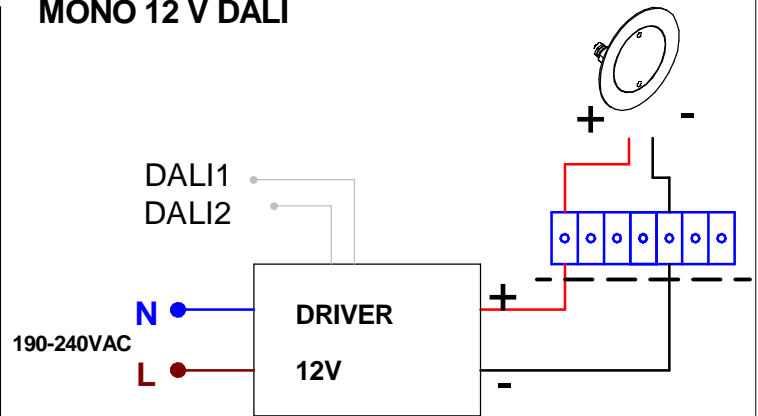 MONO 12 V DALI
+ -
DALI1
DALI2
N
DRIVER
+
190-240VAC
L
12V
-